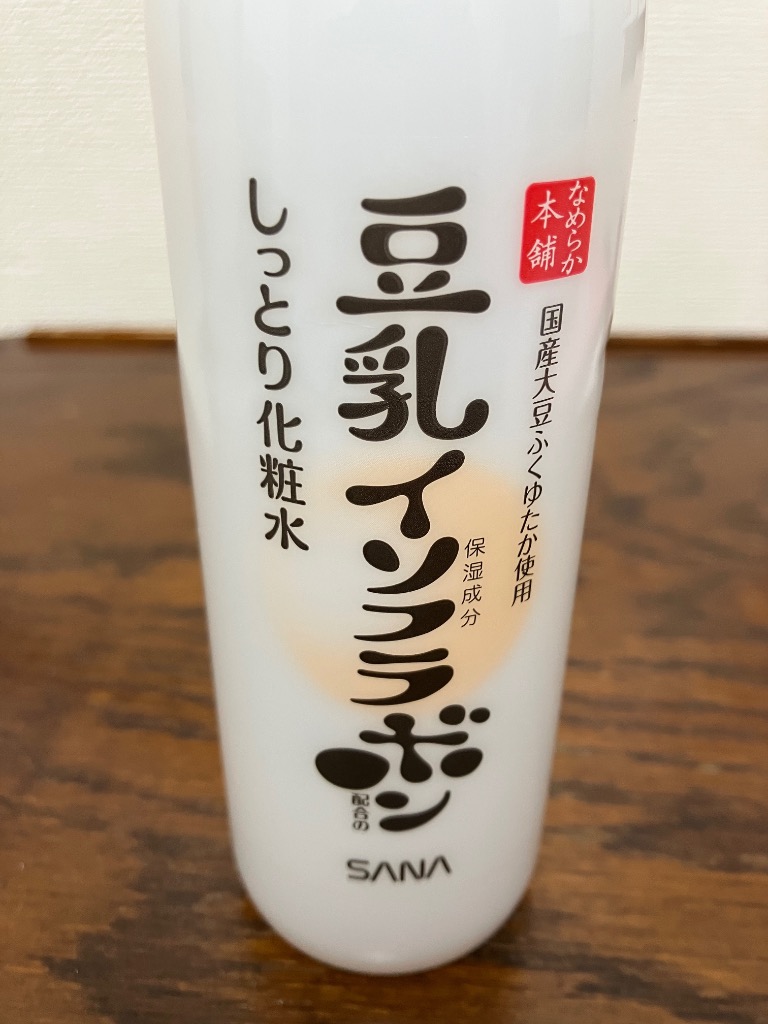 なめらか
本舗
国産大豆ふくゆたか使用
豆乳イソフラボン
保湿成分
配合の
しっとり化粧水
SANA